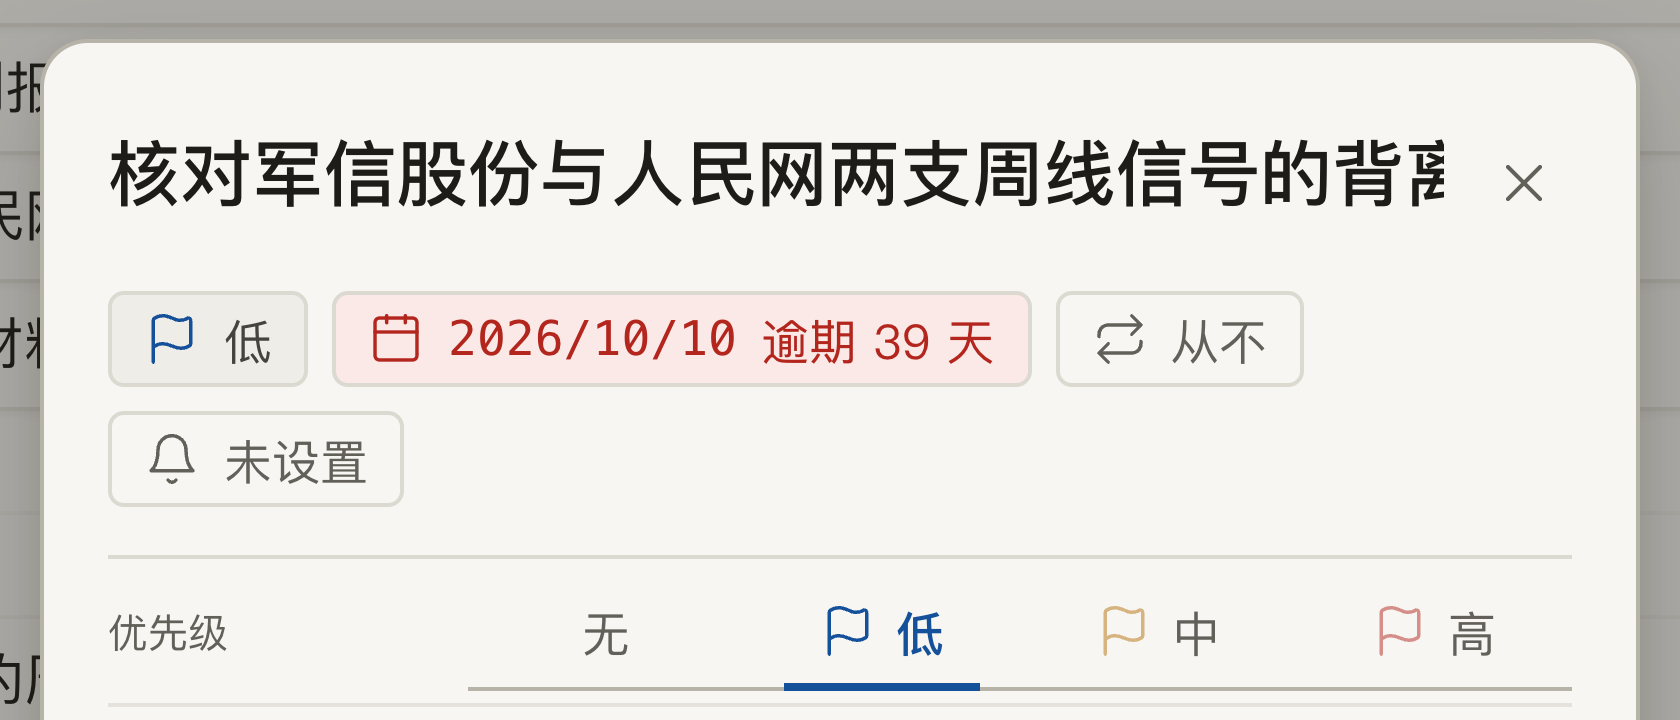 核对军信股份与人民网两支周线信号的背离
低
2026/10/10 逾期 39 天
从不
未设置
优先级 无 低 中 高